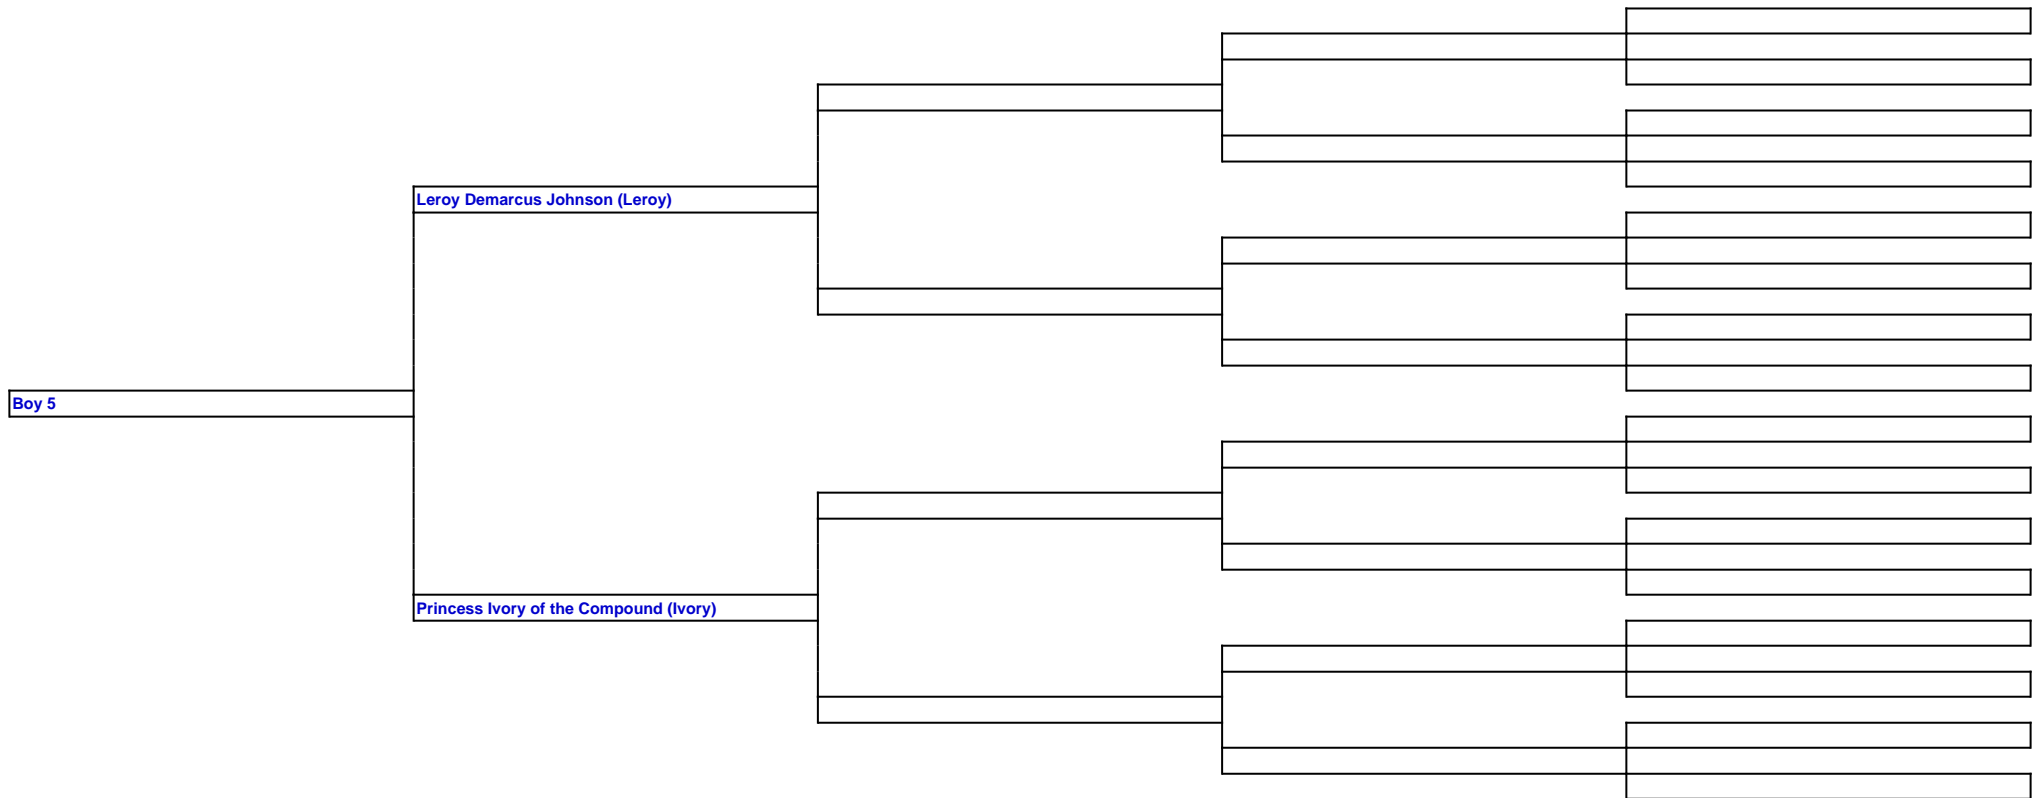 Leroy Demarcus Johnson (Leroy)
Boy 5
Princess Ivory of the Compound (Ivory)